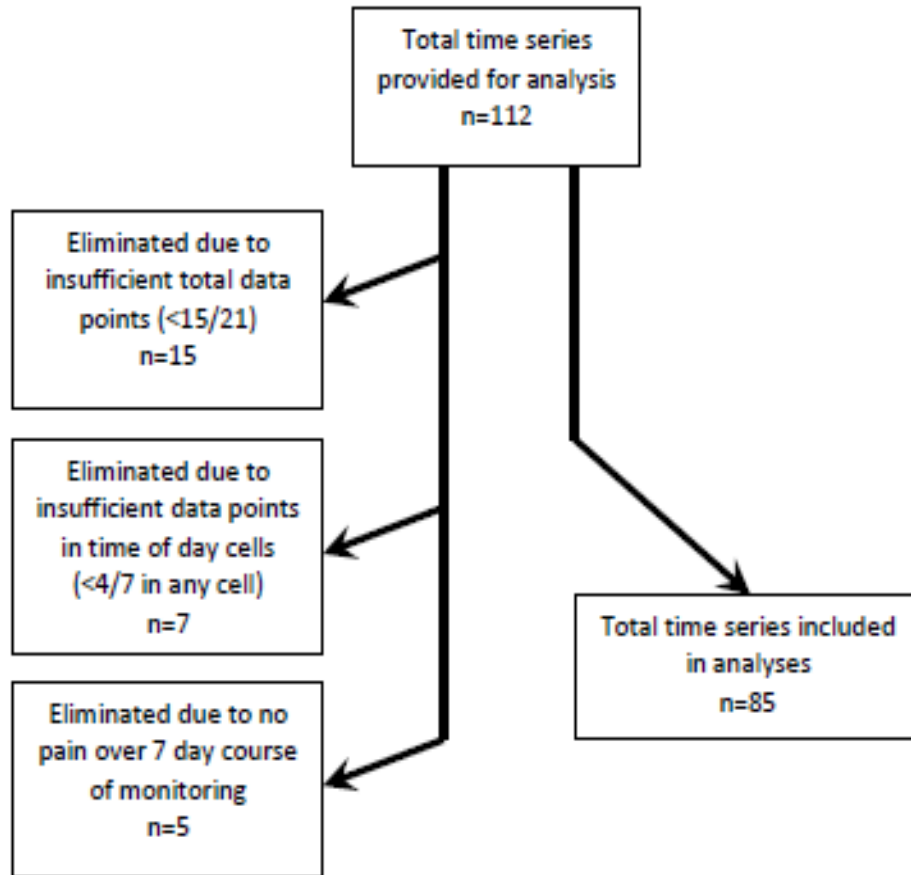 Total time series
provided for analysis
n=112
Eliminated due to
insufficient total data
points (<15/21)
n=15
Eliminated due to
insufficient data points
in time of day cells
(<4/7 in any cell)
n=7
Total time series included
in analyses
n=85
Eliminated due to no
pain over 7 day course
of monitoring
n=5